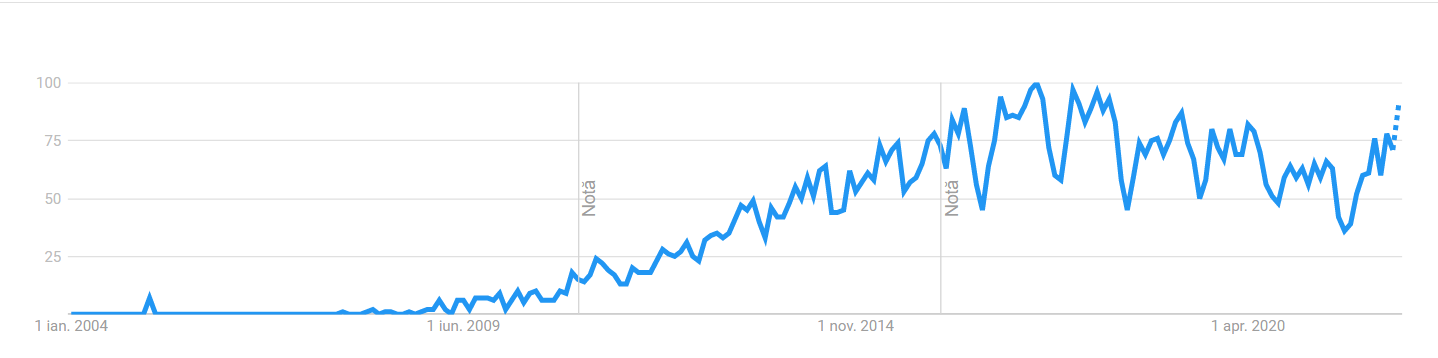 100
75
50
25
Notă
Notă
1 ian. 2004
1 iun. 2009
1 nov. 2014
1 apr. 2020